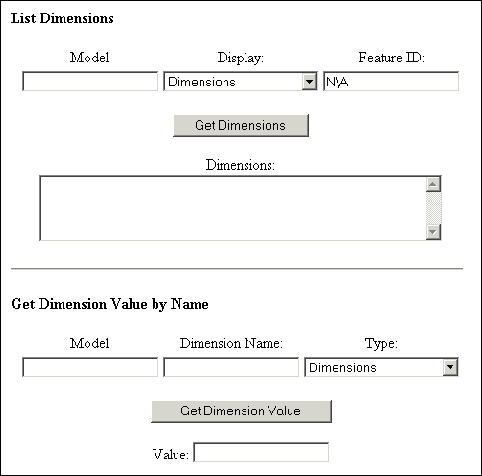 List Dimensions
Model Display: Feature ID:
Dimensions N\A
Get Dimensions
Dimensions:
Get Dimension Value by Name
Model Dimension Name: Type:
Dimensions
Get Dimension Value
Value: